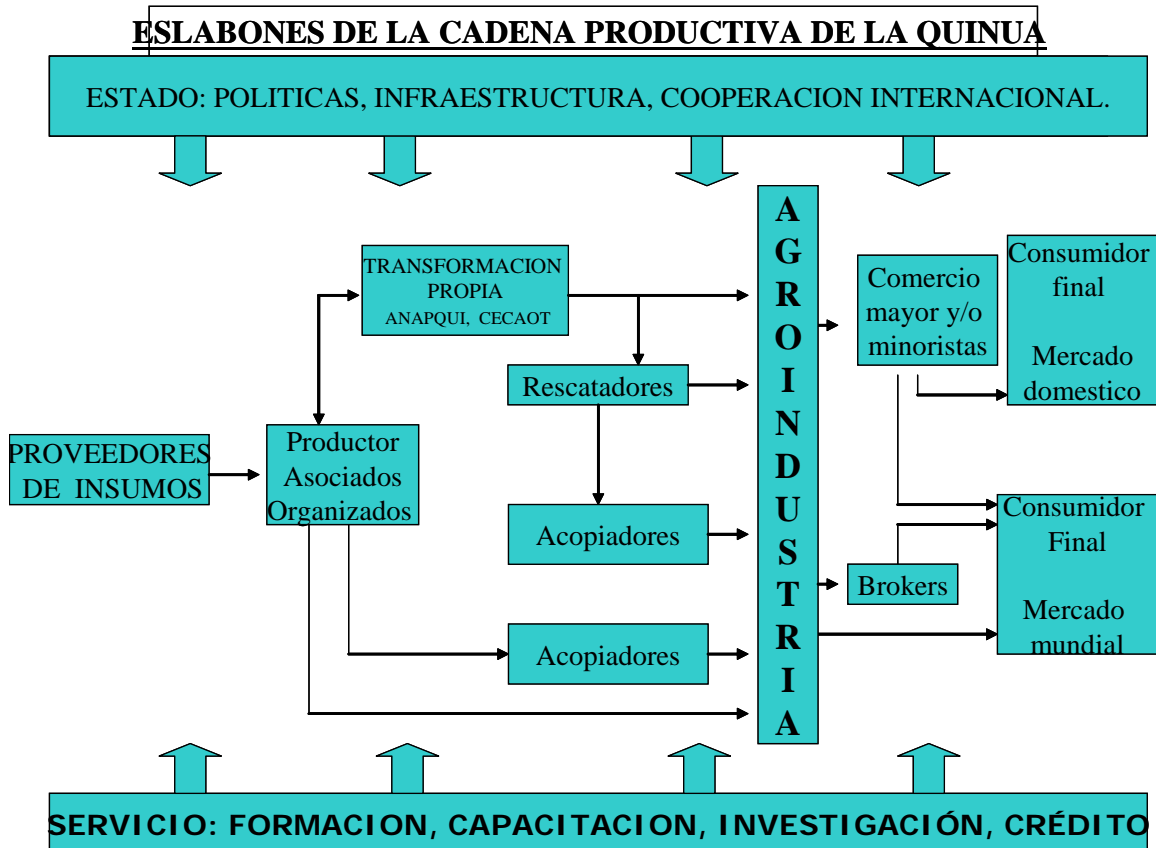 ESLABONES DE LA CADENA PRODUCTIVA DE LA QUINUA
ESTADO: POLITICAS, INFRAESTRUCTURA, COOPERACION INTERNACIONAL.
PROVEEDORES
DE INSUMOS
Productor
Asociados
Organizados
TRANSFORMACION
PROPIA
ANAPQUI, CECAOT
Rescatadores
Acopiadores
Acopiadores
A
G
R
O
I
N
D
U
S
T
R
I
A
Comercio
mayor y/o
minoristas
Brokers
Consumidor
final
Mercado
domestico
Consumidor
Final
Mercado
mundial
SERVICIO: FORMACION, CAPACITACION, INVESTIGACIÓN, CRÉDITO